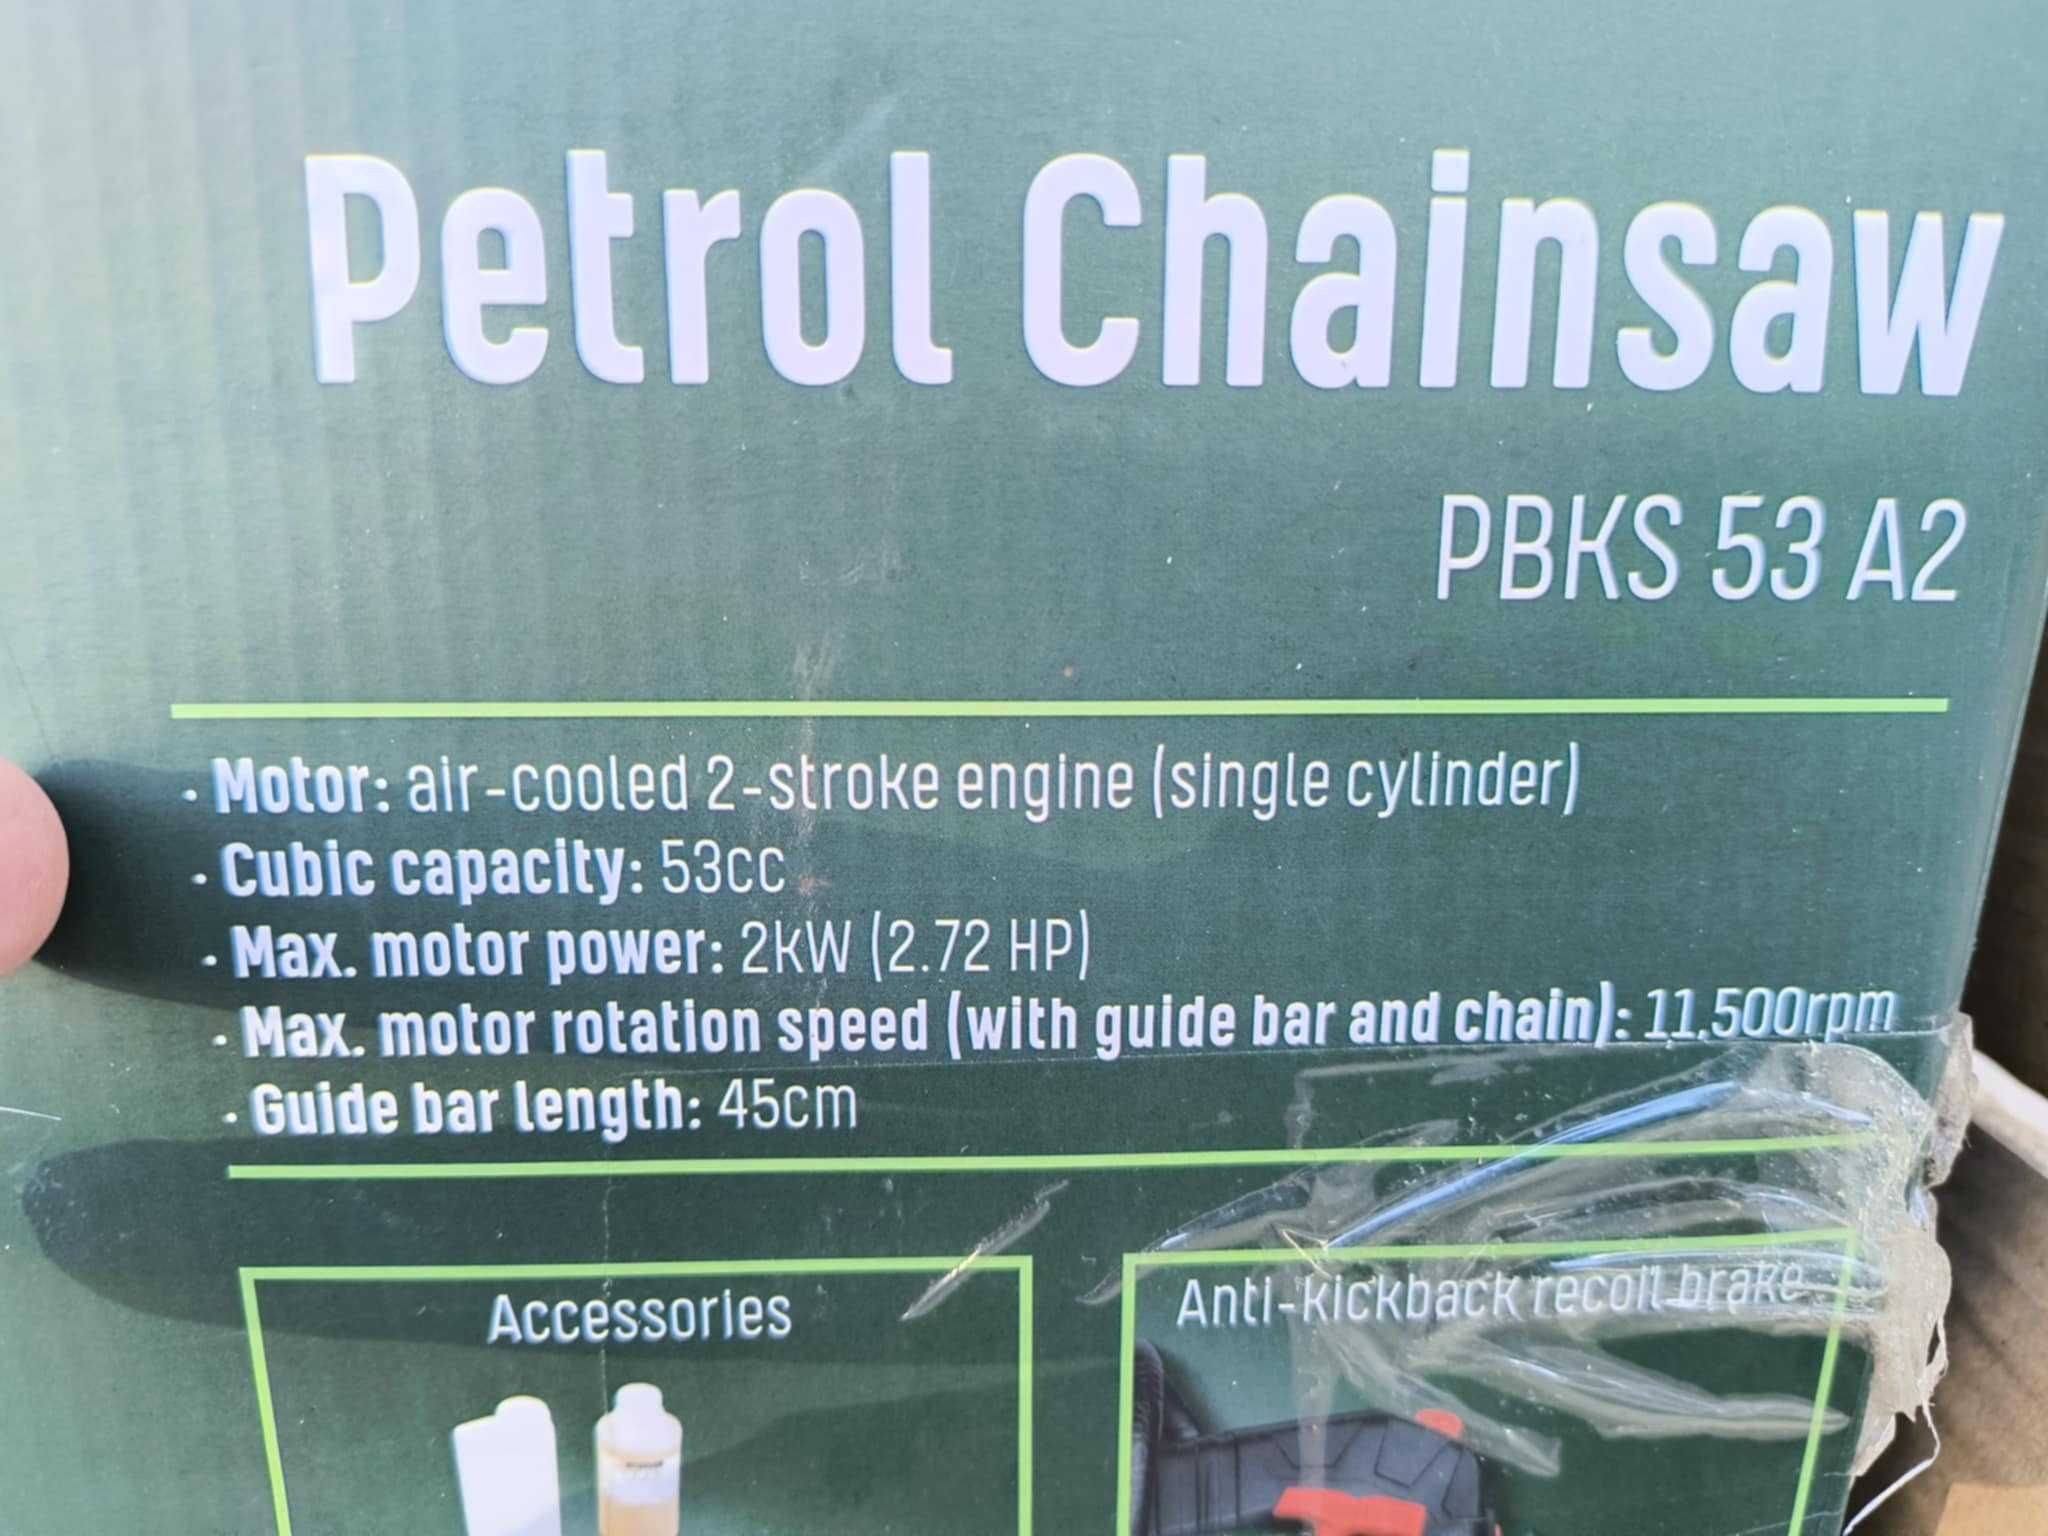 Petrol Chainsaw
PBKS 53 A2
· Motor: air-cooled 2-stroke engine (single cylinder)
· Cubic capacity: 53cc
· Max. motor power: 2kW (2.72 HP)
· Max. motor rotation speed (with guide bar and chain): 11,500rpm
· Guide bar length: 45cm
Accessories
Anti-kickback recoil brake